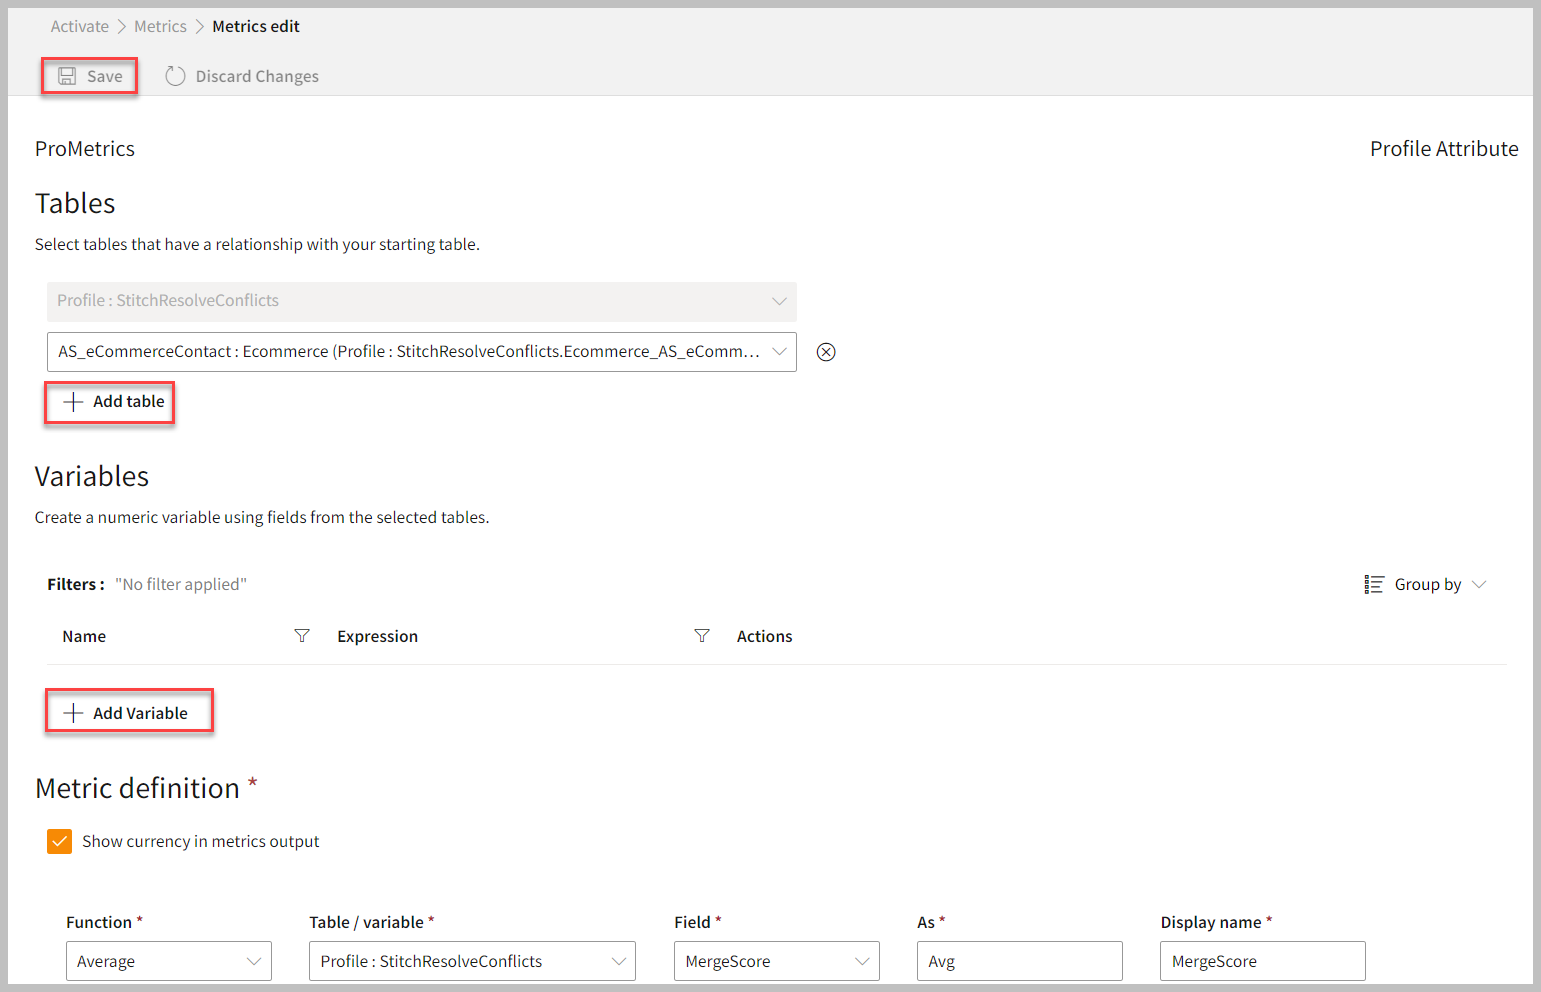 Activate > Metrics > Metrics edit
Save Discard Changes
ProMetrics Profile Attribute
Tables
Select tables that have a relationship with your starting table.
Profile : StitchResolveConflicts
AS_eCommerceContact : Ecommerce (Profile : StitchResolveConflicts.Ecommerce_AS_eComm...
Add table
Variables
Create a numeric variable using fields from the selected tables.
Filters : "No filter applied" Group by
Name Expression Actions
Add Variable
Metric definition *
Show currency in metrics output
Function * Table / variable * Field * As * Display name *
Average Profile : StitchResolveConflicts MergeScore Avg MergeScore